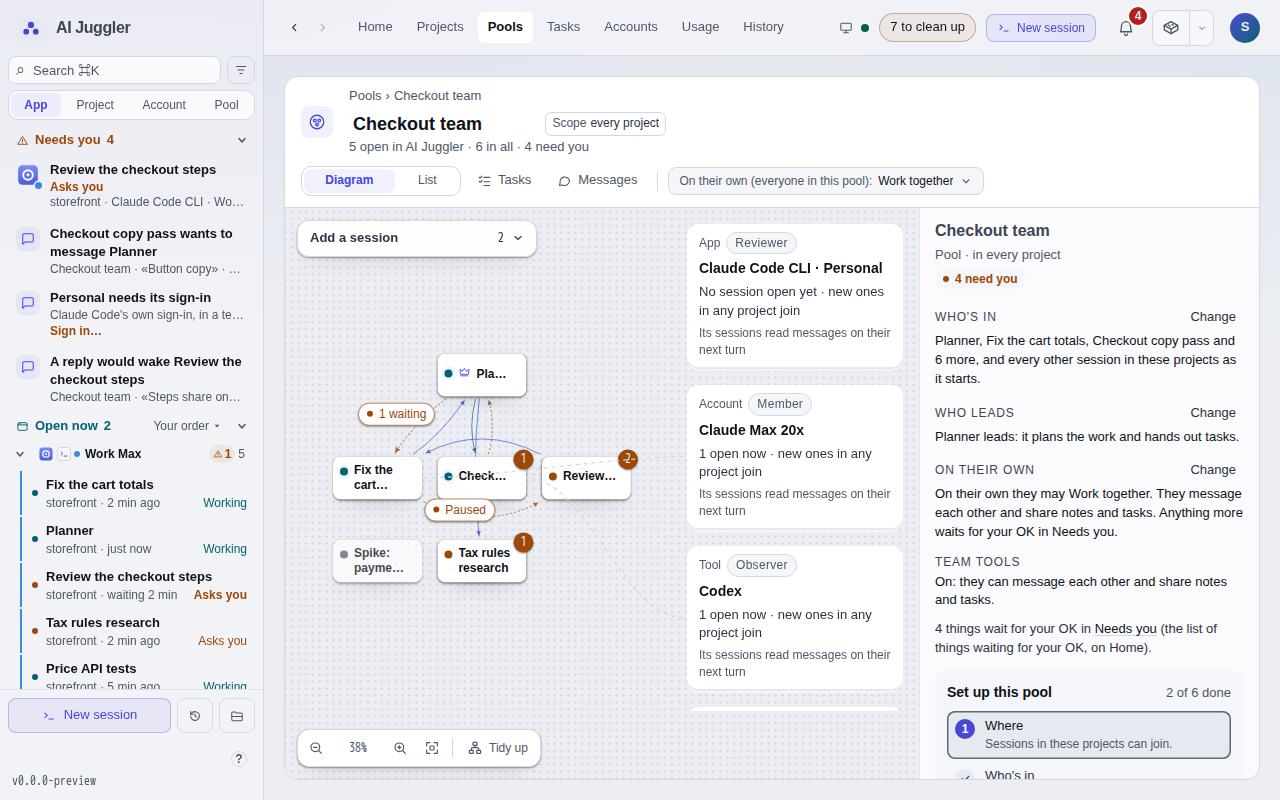 AI Juggler
Search ⌘K
App
Project
Account
Pool
Needs you 4
Review the checkout steps
Asks you
storefront · Claude Code CLI · Wo…
Checkout copy pass wants to
message Planner
Checkout team · «Button copy» · …
Personal needs its sign-in
Claude Code's own sign-in, in a te…
Sign in…
A reply would wake Review the
checkout steps
Checkout team · «Steps share on…
Open now 2
Your order
Work Max
1
5
Fix the cart totals
storefront · 2 min ago
Working
Planner
storefront · just now
Working
Review the checkout steps
storefront · waiting 2 min
Asks you
Tax rules research
storefront · 2 min ago
Asks you
Price API tests
storefront · 5 min ago
Working
New session
?
v0.0.0-preview
Home
Projects
Pools
Tasks
Accounts
Usage
History
7 to clean up
New session
4
S
Pools › Checkout team
Checkout team
Scope every project
5 open in AI Juggler · 6 in all · 4 need you
Diagram
List
Tasks
Messages
On their own (everyone in this pool): Work together
Add a session
2
Pla…
1 waiting
Fix the
cart…
Check…
1
Review…
2
Paused
Spike:
payme…
Tax rules
research
1
38%
Tidy up
App
Reviewer
Claude Code CLI · Personal
No session open yet · new ones
in any project join
Its sessions read messages on their
next turn
Account
Member
Claude Max 20x
1 open now · new ones in any
project join
Its sessions read messages on their
next turn
Tool
Observer
Codex
1 open now · new ones in any
project join
Its sessions read messages on their
next turn
Checkout team
Pool · in every project
4 need you
WHO'S IN
Change
Planner, Fix the cart totals, Checkout copy pass and
6 more, and every other session in these projects as
it starts.
WHO LEADS
Change
Planner leads: it plans the work and hands out tasks.
ON THEIR OWN
Change
On their own they may Work together. They message
each other and share notes and tasks. Anything more
waits for your OK in Needs you.
TEAM TOOLS
On: they can message each other and share notes
and tasks.
4 things wait for your OK in Needs you (the list of
things waiting for your OK, on Home).
Set up this pool
2 of 6 done
1
Where
Sessions in these projects can join.
Who's in